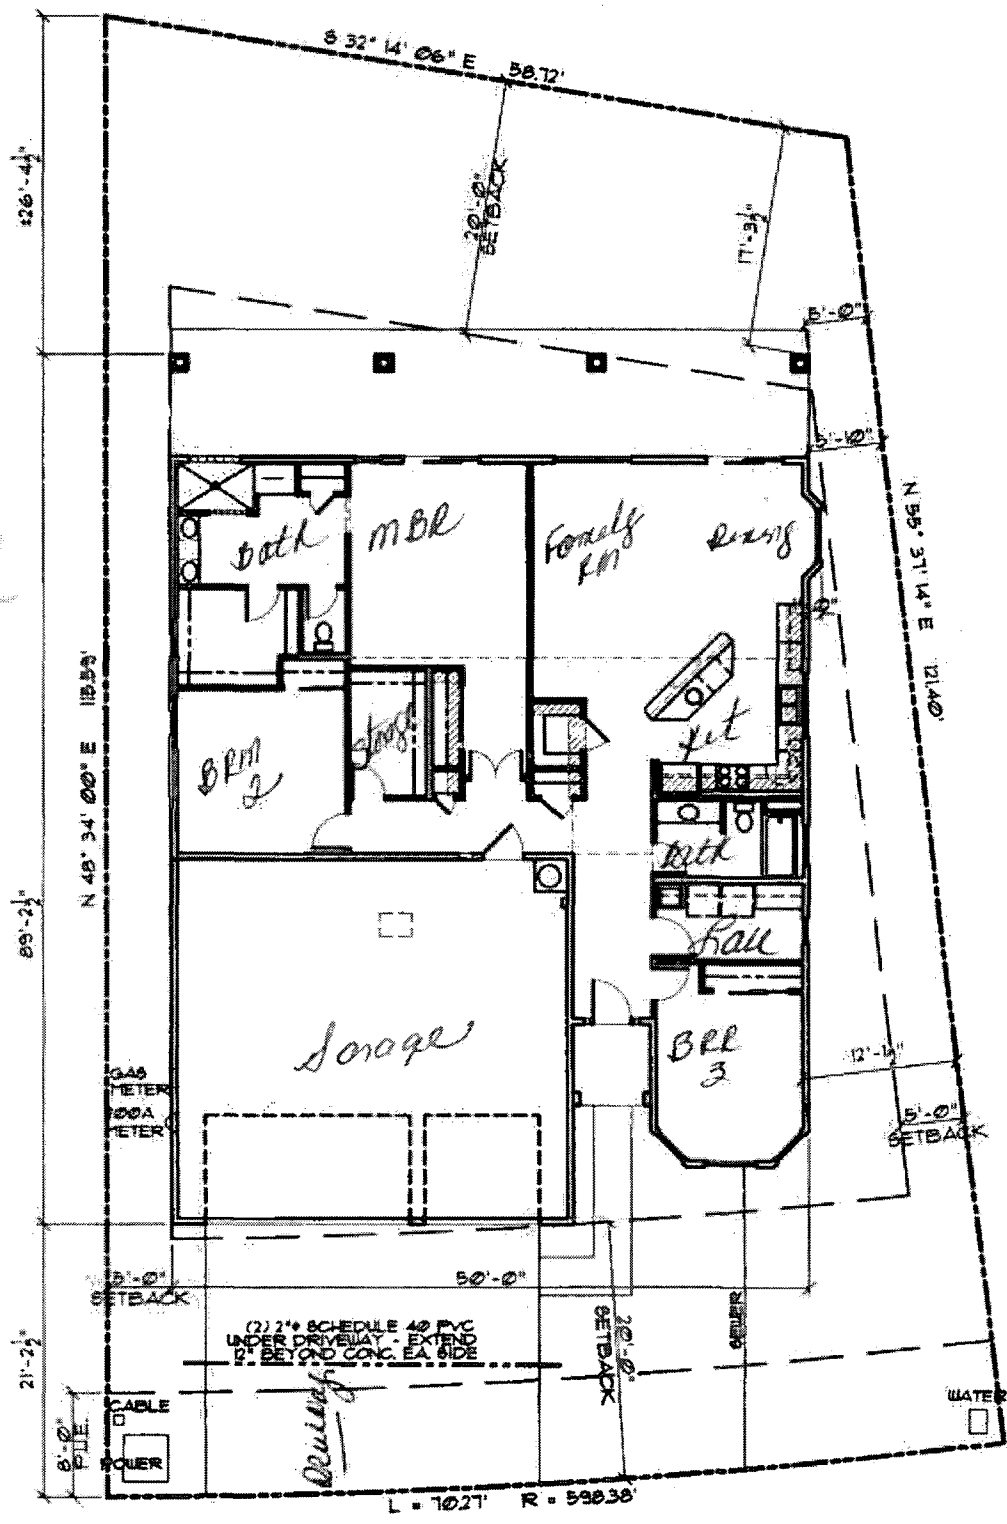 S 32° 14' 06" E 58.72'
±26'-4½"
20'-0"
SETBACK
17'-3½"
5'-0"
5'-10"
N 55° 37' 14" E 121.40'
Bath
MBR
Family
RM
Dining
Kit
Storage
BRM
2
N 48° 34' 00" E
Bath
Lau
89'-2½"
Garage
BRR
3
12'-1½"
GAS
METER
200A
METER
5'-0"
SETBACK
5'-0"
SETBACK
50'-0"
(2) 2"ø SCHEDULE 40 PVC
UNDER DRIVEWAY - EXTEND
12" BEYOND CONC. EA. SIDE
20'-0"
SETBACK
SEWER
21'-2½"
8'-0"
P.U.E.
CABLE
POWER
Driveway
WATER
L = 70.27' R = 598.38'